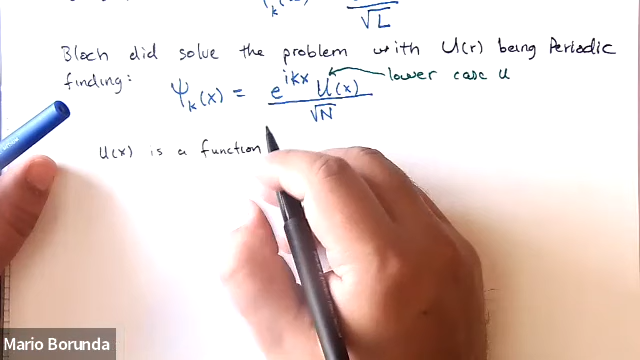 √L
Bloch did solve the problem with U(r) being Periodic
finding: ψₖ(x) = e^{ikx} u(x) / √N ← lower case u
u(x) is a function
Mario Borunda